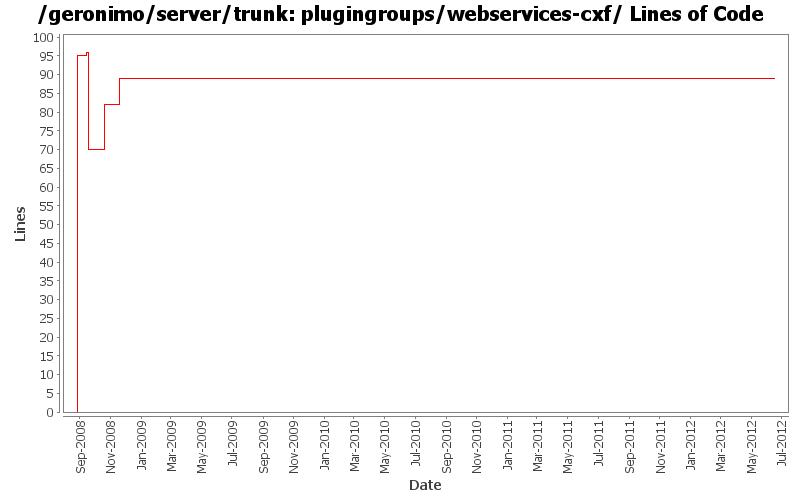 /geronimo/server/trunk: plugingroups/webservices-cxf/ Lines of Code
100
95
90
85
80
75
70
65
60
55
50
45
40
35
30
25
20
15
10
5
0
Lines
Sep-2008
Nov-2008
Jan-2009
Mar-2009
May-2009
Jul-2009
Sep-2009
Nov-2009
Jan-2010
Mar-2010
May-2010
Jul-2010
Sep-2010
Nov-2010
Jan-2011
Mar-2011
May-2011
Jul-2011
Sep-2011
Nov-2011
Jan-2012
Mar-2012
May-2012
Jul-2012
Date